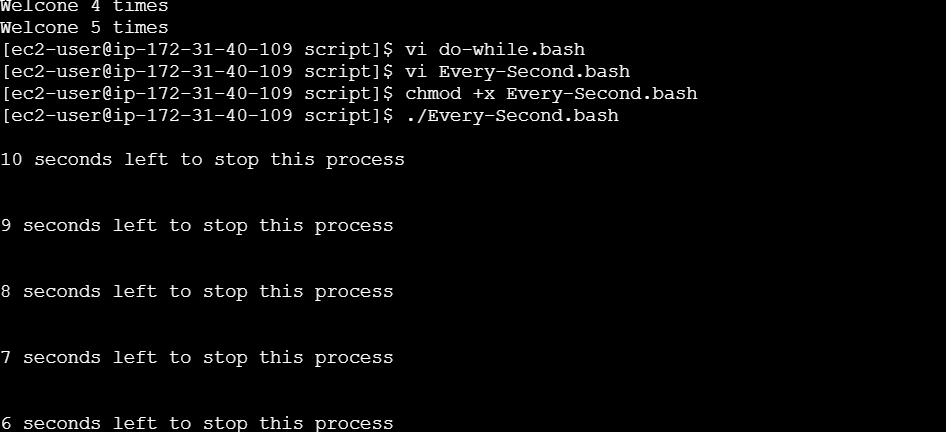 Welcone 4 times
Welcone 5 times
[ec2-user@ip-172-31-40-109 script]$ vi do-while.bash
[ec2-user@ip-172-31-40-109 script]$ vi Every-Second.bash
[ec2-user@ip-172-31-40-109 script]$ chmod +x Every-Second.bash
[ec2-user@ip-172-31-40-109 script]$ ./Every-Second.bash
10 seconds left to stop this process
9 seconds left to stop this process
8 seconds left to stop this process
7 seconds left to stop this process
6 seconds left to stop this process